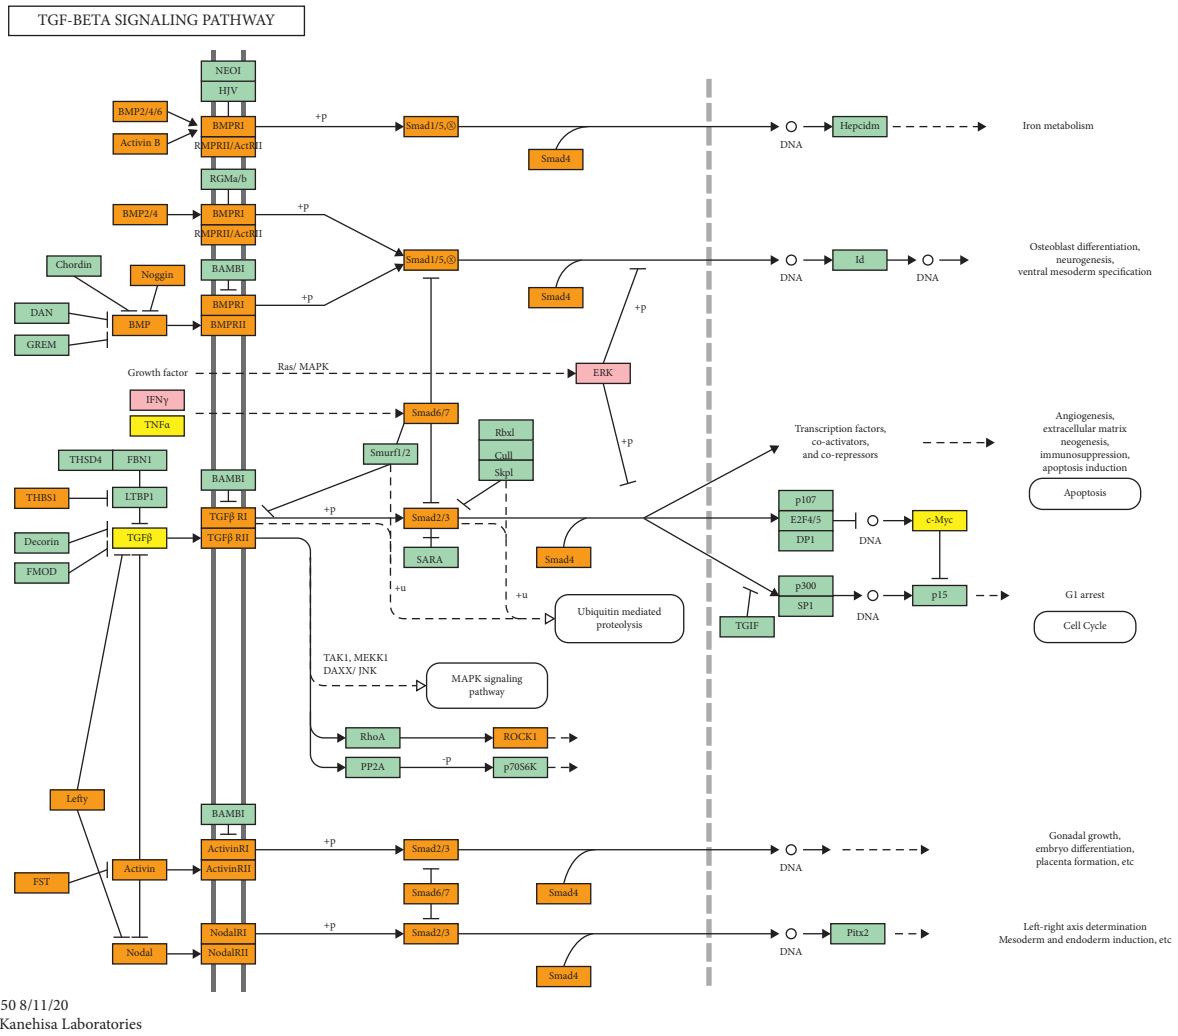 TGF-BETA SIGNALING PATHWAY
NEOI
HJV
BMP2/4/6
BMPRI
+p
Smad1/5,ⓧ
Hepcidm
Iron metabolism
Activin B
RMPRII/ActRII
DNA
Smad4
RGMa/b
BMP2/4
BMPRI
+p
RMPRII/ActRII
Chordin
Noggin
BAMBI
Smad1/5,ⓧ
Id
Osteoblast differentiation,
neurogenesis,
ventral mesoderm specification
DNA
DNA
Smad4
DAN
BMP
BMPRI
BMPRII
+p
+p
GREM
Growth factor
Ras/ MAPK
ERK
IFNγ
TNFα
Smad6/7
Smurf1/2
Rbxl
Cull
Skpl
+p
Transcription factors,
co-activators,
and co-repressors
Angiogenesis,
extracellular matrix
neogenesis,
immunosuppression,
apoptosis induction
Apoptosis
THSD4
FBN1
BAMBI
THBS1
LTBP1
TGFβ RI
+p
Smad2/3
p107
E2F4/5
DP1
DNA
c-Myc
Decorin
TGFβ
TGFβ RII
FMOD
SARA
Smad4
+u
+u
Ubiquitin mediated
proteolysis
p300
SP1
TGIF
DNA
p15
G1 arrest
Cell Cycle
TAK1, MEKK1
DAXX/ JNK
MAPK signaling
pathway
RhoA
ROCK1
PP2A
-p
p70S6K
Lefty
BAMBI
ActivinRI
+p
Smad2/3
DNA
Gonadal growth,
embryo differentiation,
placenta formation, etc
FST
Activin
ActivinRII
Smad6/7
Smad4
NodalRI
+p
Smad2/3
DNA
Pitx2
Left-right axis determination
Mesoderm and endoderm induction, etc
Nodal
NodalRII
Smad4
50 8/11/20
Kanehisa Laboratories